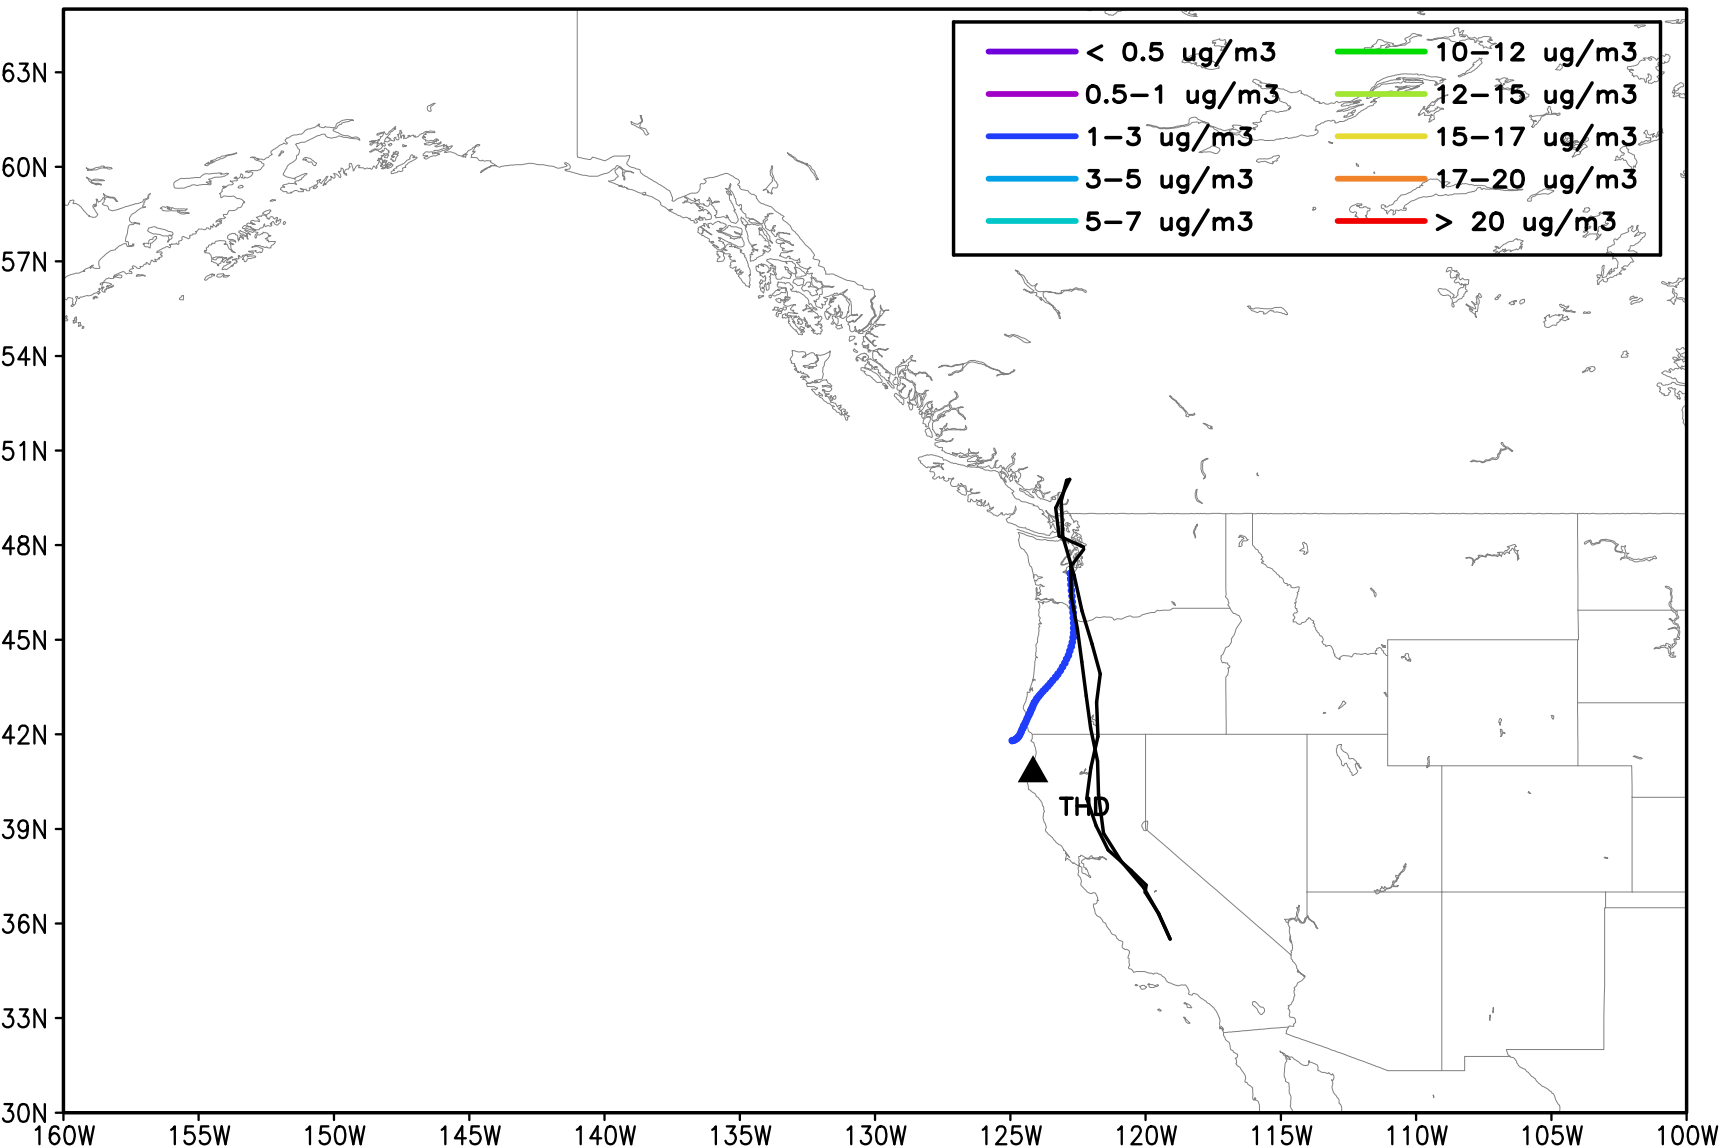 < 0.5 ug/m3 10-12 ug/m3
0.5-1 ug/m3 12-15 ug/m3
1-3 ug/m3 15-17 ug/m3
3-5 ug/m3 17-20 ug/m3
5-7 ug/m3 > 20 ug/m3
63N
60N
57N
54N
51N
48N
45N
42N
THD
39N
36N
33N
30N
160W 155W 150W 145W 140W 135W 130W 125W 120W 115W 110W 105W 100W